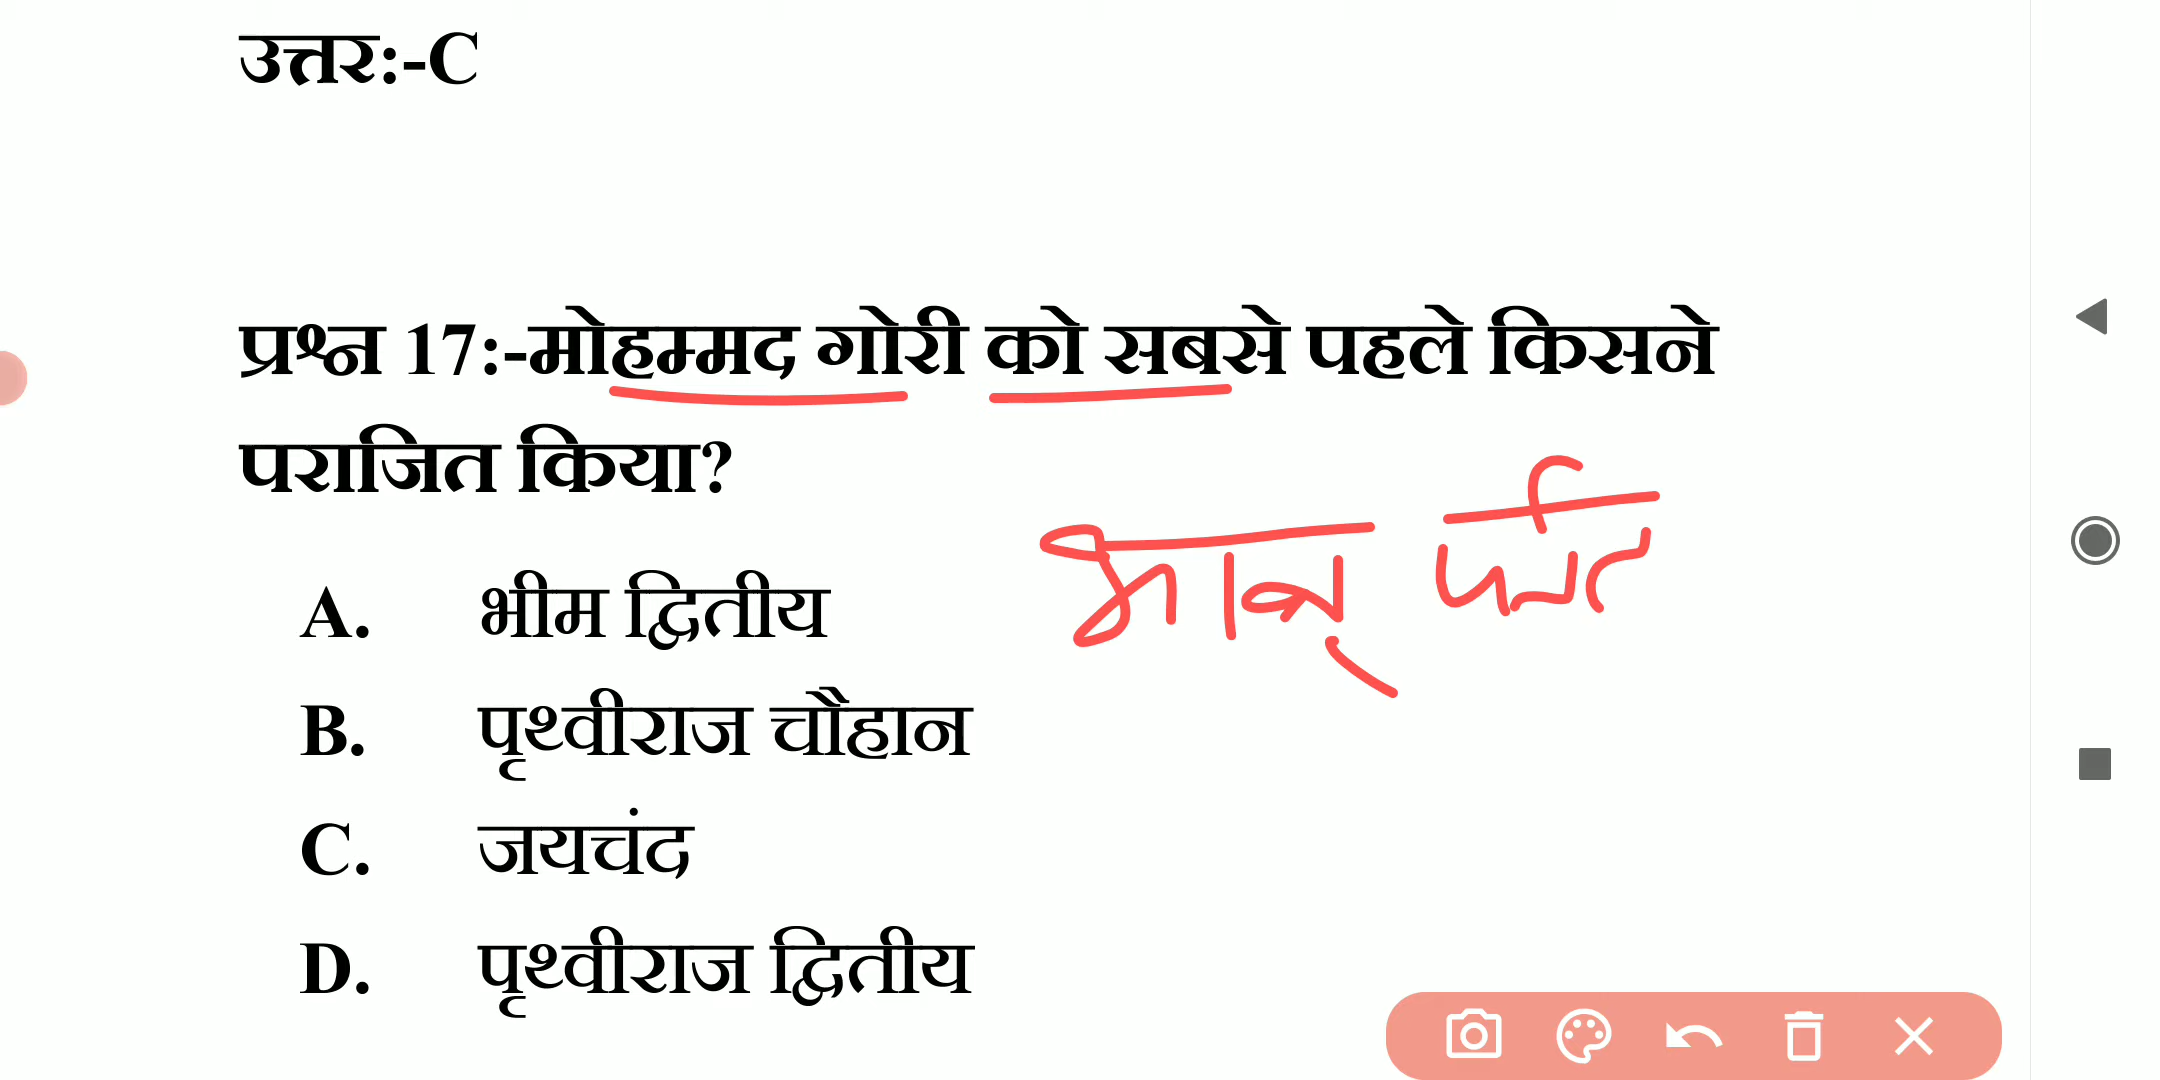 उत्तर:-C
प्रश्न 17:-मोहम्मद गोरी को सबसे पहले किसने
पराजित किया?
A. भीम द्वितीय
B. पृथ्वीराज चौहान
C. जयचंद
D. पृथ्वीराज द्वितीय